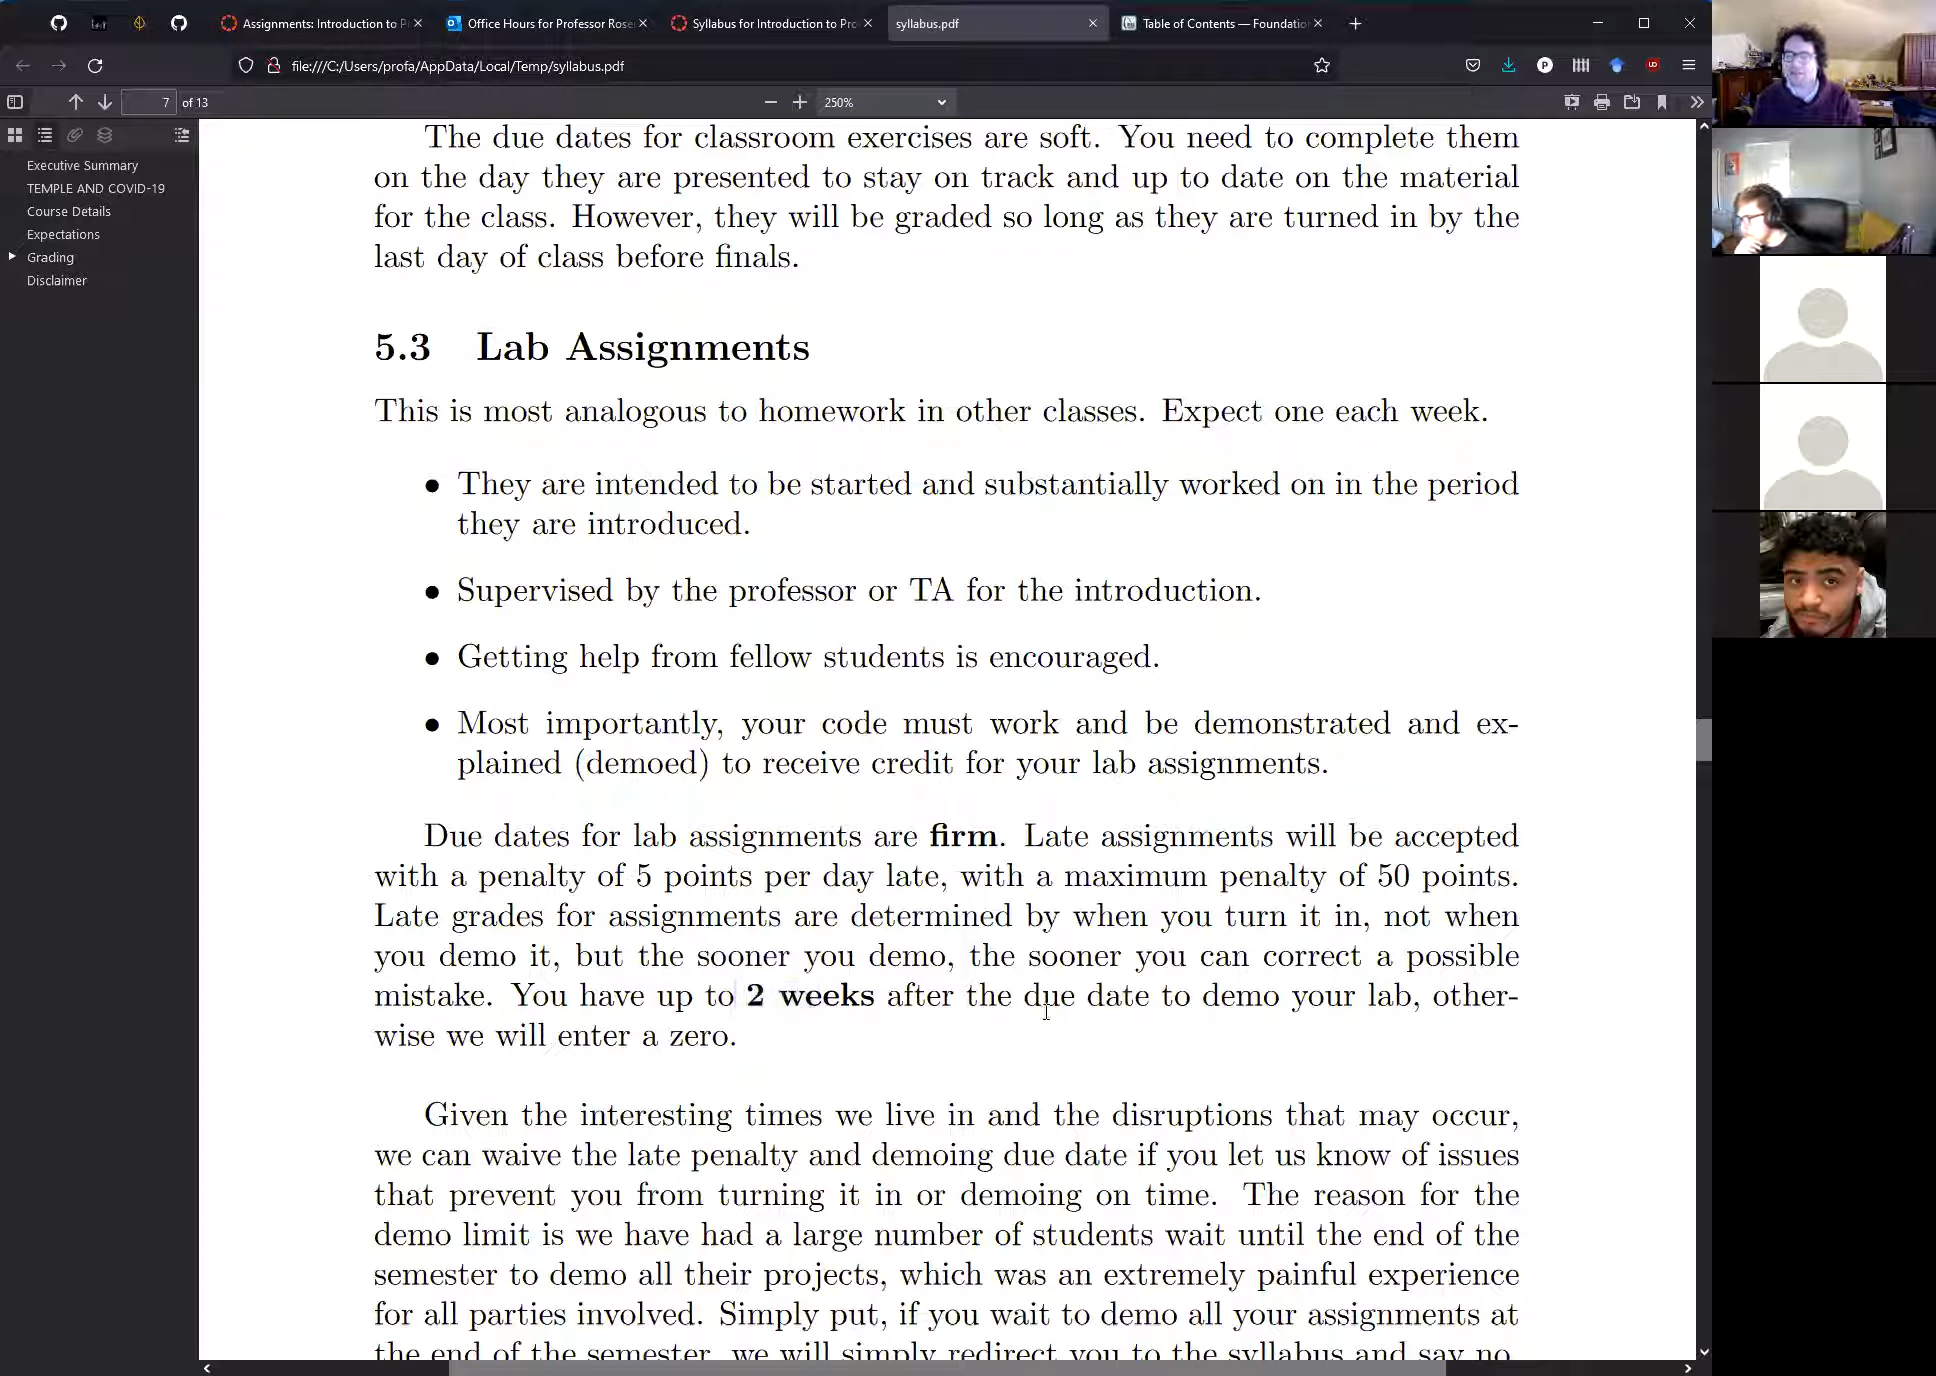 Assignments: Introduction to P
Office Hours for Professor Rose
Syllabus for Introduction to Pro
syllabus.pdf
Table of Contents — Foundatio
file:///C:/Users/profa/AppData/Local/Temp/syllabus.pdf
7 of 13
250%
Executive Summary
TEMPLE AND COVID-19
Course Details
Expectations
Grading
Disclaimer
The due dates for classroom exercises are soft. You need to complete them
on the day they are presented to stay on track and up to date on the material
for the class. However, they will be graded so long as they are turned in by the
last day of class before finals.
5.3 Lab Assignments
This is most analogous to homework in other classes. Expect one each week.
• They are intended to be started and substantially worked on in the period
they are introduced.
• Supervised by the professor or TA for the introduction.
• Getting help from fellow students is encouraged.
• Most importantly, your code must work and be demonstrated and ex-
plained (demoed) to receive credit for your lab assignments.
Due dates for lab assignments are firm. Late assignments will be accepted
with a penalty of 5 points per day late, with a maximum penalty of 50 points.
Late grades for assignments are determined by when you turn it in, not when
you demo it, but the sooner you demo, the sooner you can correct a possible
mistake. You have up to 2 weeks after the due date to demo your lab, other-
wise we will enter a zero.
Given the interesting times we live in and the disruptions that may occur,
we can waive the late penalty and demoing due date if you let us know of issues
that prevent you from turning it in or demoing on time. The reason for the
demo limit is we have had a large number of students wait until the end of the
semester to demo all their projects, which was an extremely painful experience
for all parties involved. Simply put, if you wait to demo all your assignments at
the end of the semester, we will simply redirect you to the syllabus and say no.